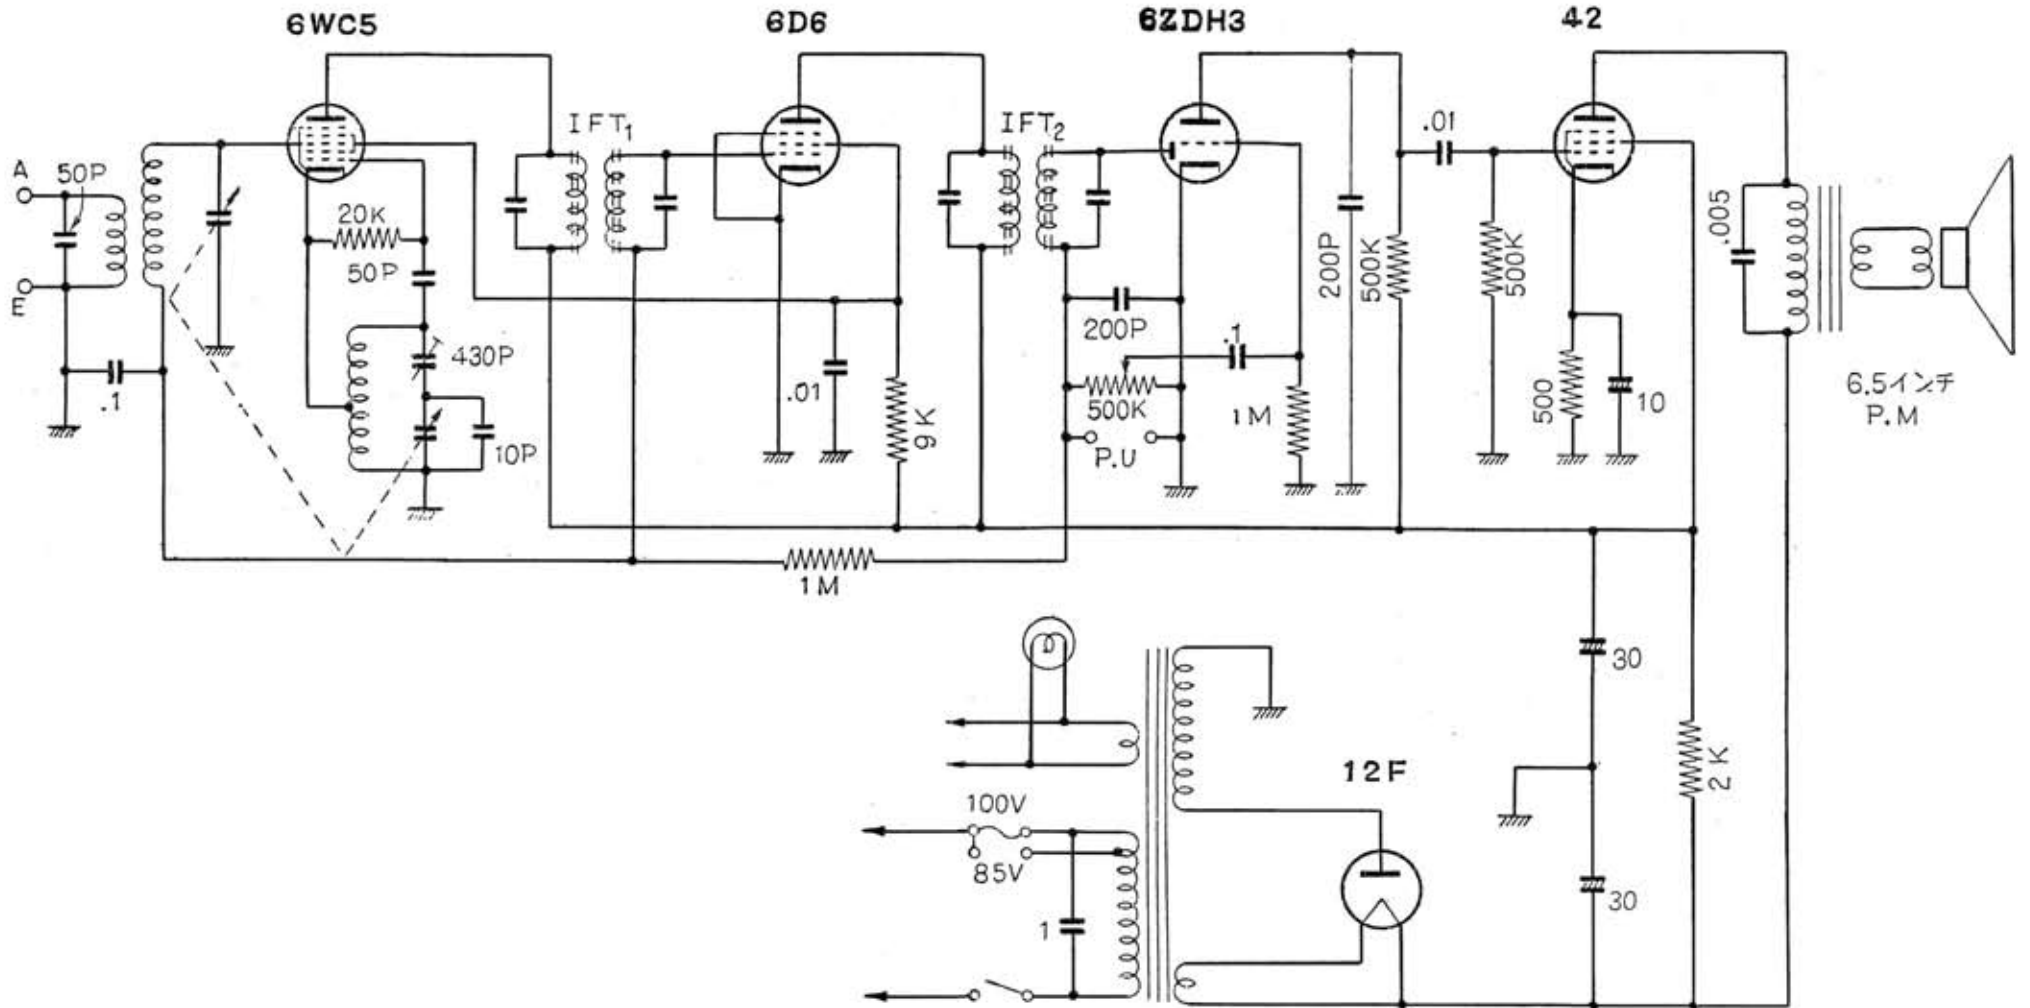 6WC5
6D6
6ZDH3
42
IFT1
IFT2
.01
A
50P
E
20K
50P
430P
10P
.1
.01
9K
200P
.1
500K
1M
P.U
200P
500K
500K
500
10
.005
6.5インチ
P.M
1M
30
2K
12F
100V
85V
1
30